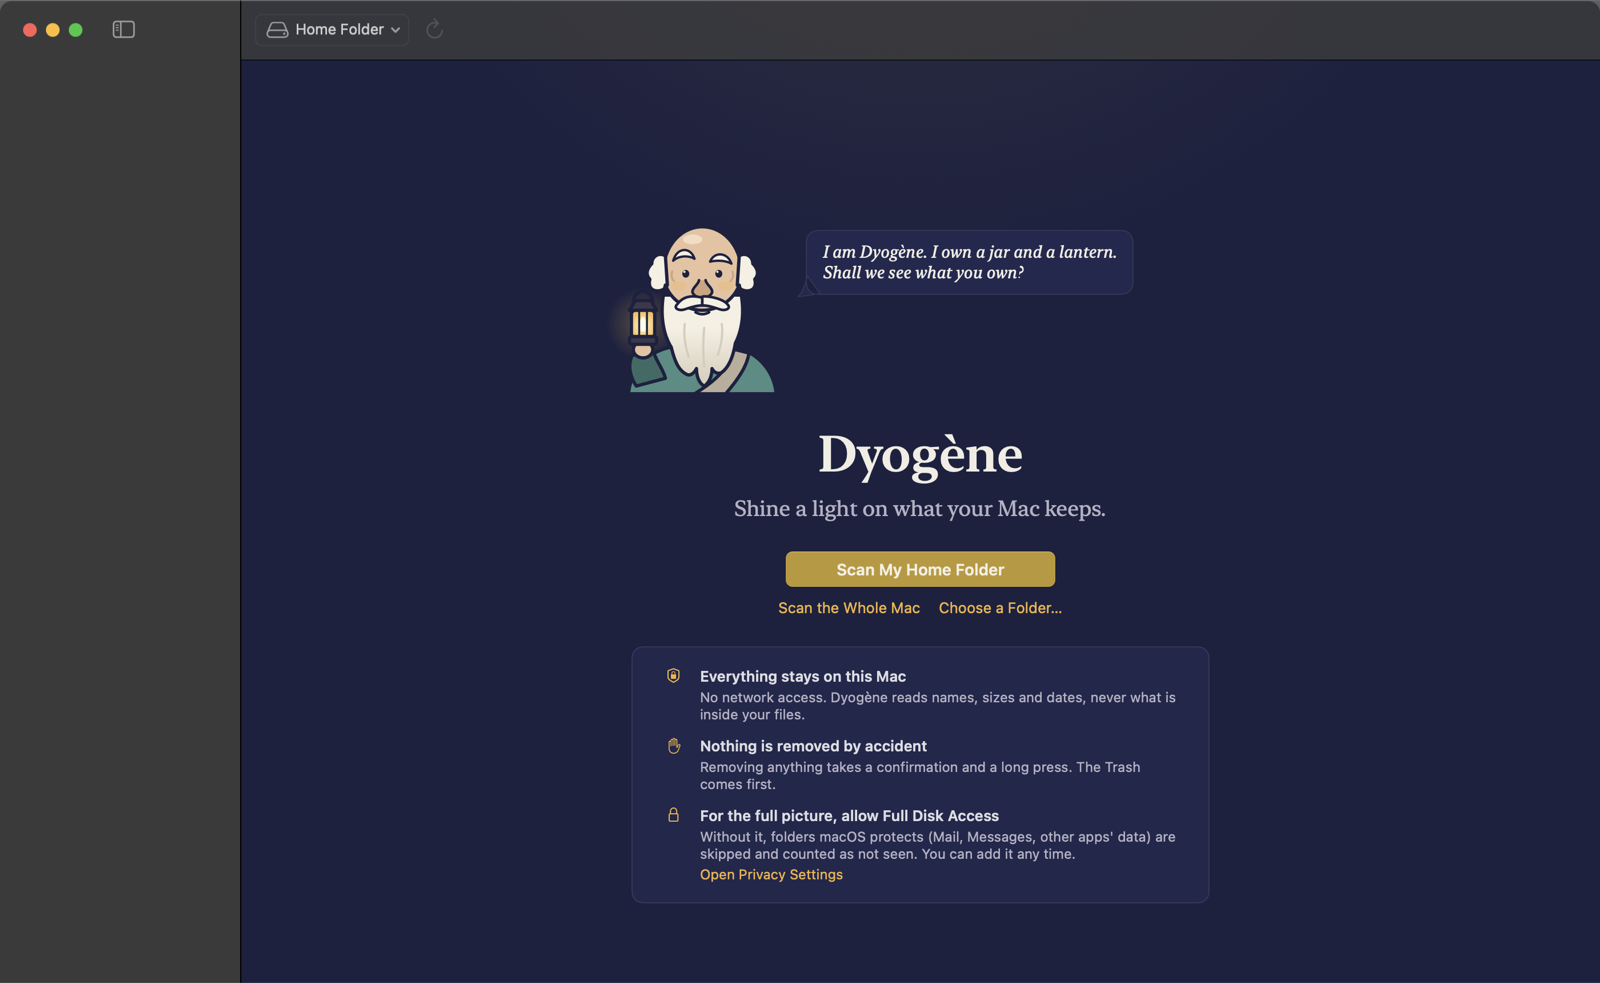 Home Folder
I am Dyogène. I own a jar and a lantern.
Shall we see what you own?
Dyogène
Shine a light on what your Mac keeps.
Scan My Home Folder
Scan the Whole Mac
Choose a Folder...
Everything stays on this Mac
No network access. Dyogène reads names, sizes and dates, never what is
inside your files.
Nothing is removed by accident
Removing anything takes a confirmation and a long press. The Trash
comes first.
For the full picture, allow Full Disk Access
Without it, folders macOS protects (Mail, Messages, other apps' data) are
skipped and counted as not seen. You can add it any time.
Open Privacy Settings